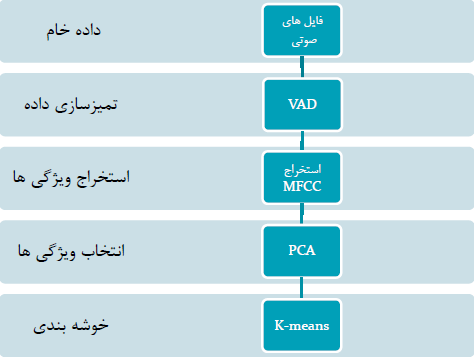 فایل های
صوتی
داده خام
VAD
تمیزسازی داده
استخراج
MFCC
استخراج ویژگی ها
PCA
انتخاب ویژگی ها
K-means
خوشه بندی